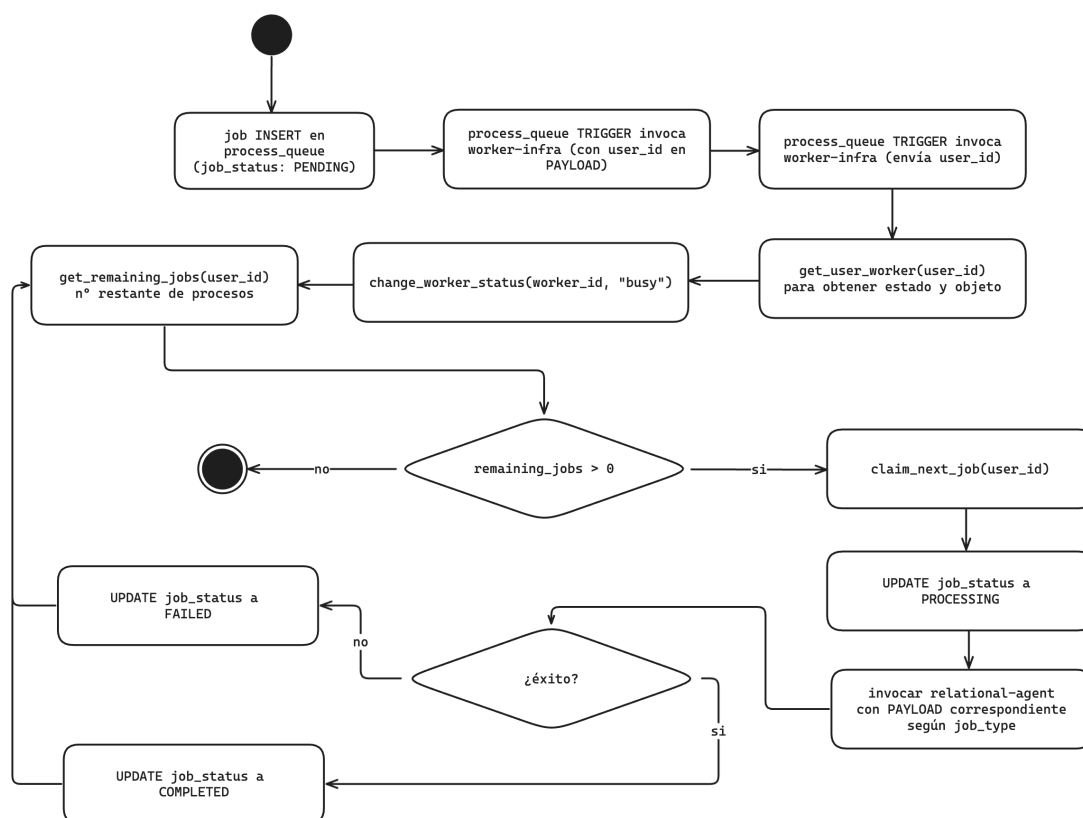 job INSERT en
process_queue
(job_status: PENDING)
process_queue TRIGGER invoca
worker-infra (con user_id en
PAYLOAD)
process_queue TRIGGER invoca
worker-infra (envía user_id)
get_remaining_jobs(user_id)
n° restante de procesos
change_worker_status(worker_id, "busy")
get_user_worker(user_id)
para obtener estado y objeto
no
remaining_jobs > 0
si
claim_next_job(user_id)
UPDATE job_status a
FAILED
no
UPDATE job_status a
PROCESSING
¿éxito?
invocar relational-agent
con PAYLOAD correspondiente
según job_type
si
UPDATE job_status a
COMPLETED